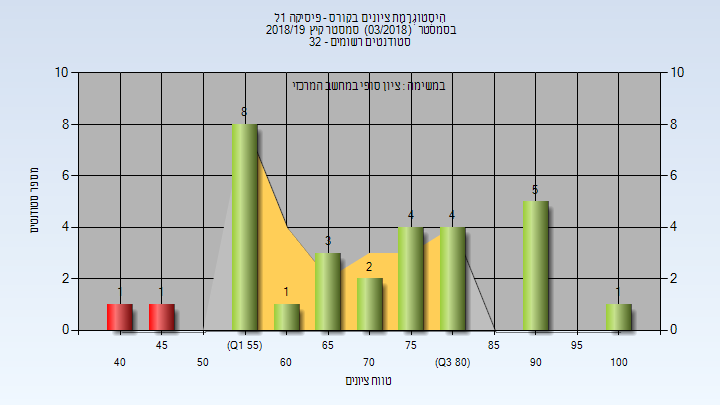 היסטוגרמת ציונים בקורס - פיסיקה 1ל
בסמסטר (03/2018) סמסטר קיץ 2018/19
סטודנטים רשומים - 32
במשימה : ציון סופי במחשב המרכזי
מספר סטודנטים
10 10
8 8
6 6
4 4
2 2
0 0
1 1 8 1 3 2 4 4 5 1
45 (Q1 55) 65 75 85 95
40 50 60 70 (Q3 80) 90 100
טווח ציונים